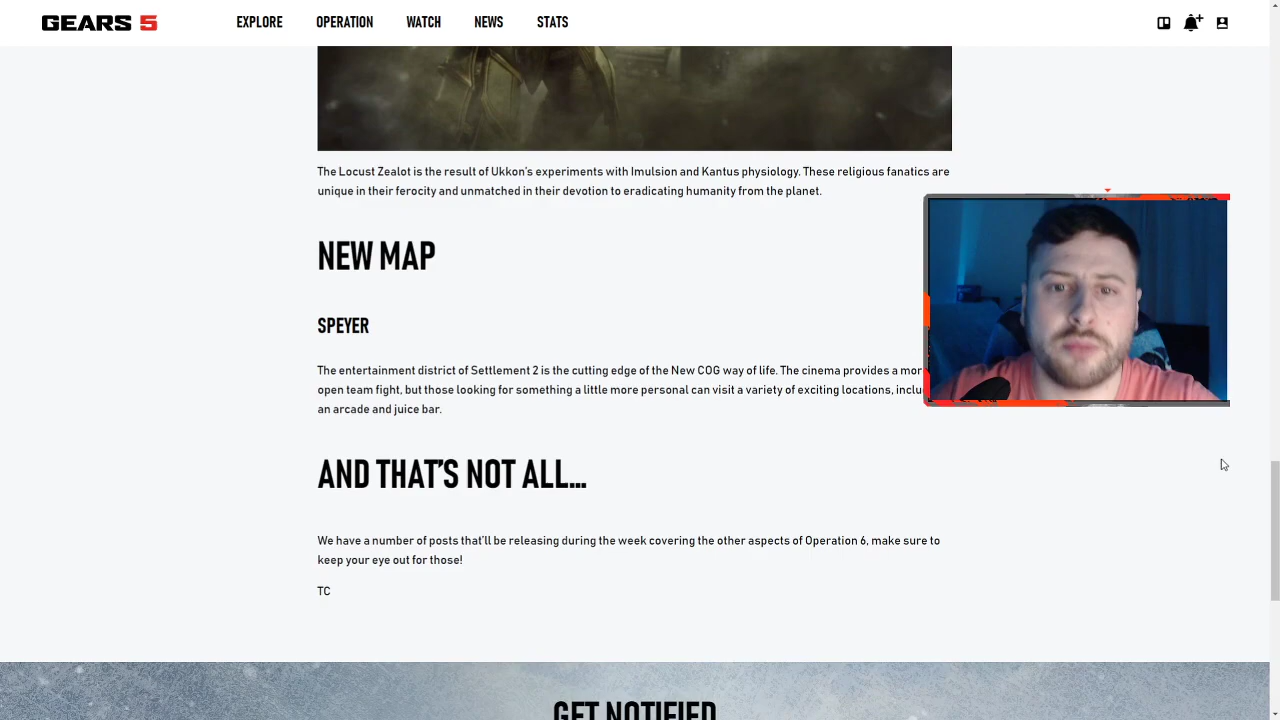 GEARS 5 EXPLORE OPERATION WATCH NEWS STATS
The Locust Zealot is the result of Ukkon's experiments with Imulsion and Kantus physiology. These religious fanatics are
unique in their ferocity and unmatched in their devotion to eradicating humanity from the planet.
NEW MAP
SPEYER
The entertainment district of Settlement 2 is the cutting edge of the New COG way of life. The cinema provides a mor
open team fight, but those looking for something a little more personal can visit a variety of exciting locations, inclu
an arcade and juice bar.
AND THAT'S NOT ALL...
We have a number of posts that'll be releasing during the week covering the other aspects of Operation 6, make sure to
keep your eye out for those!
TC
GET NOTIFIED